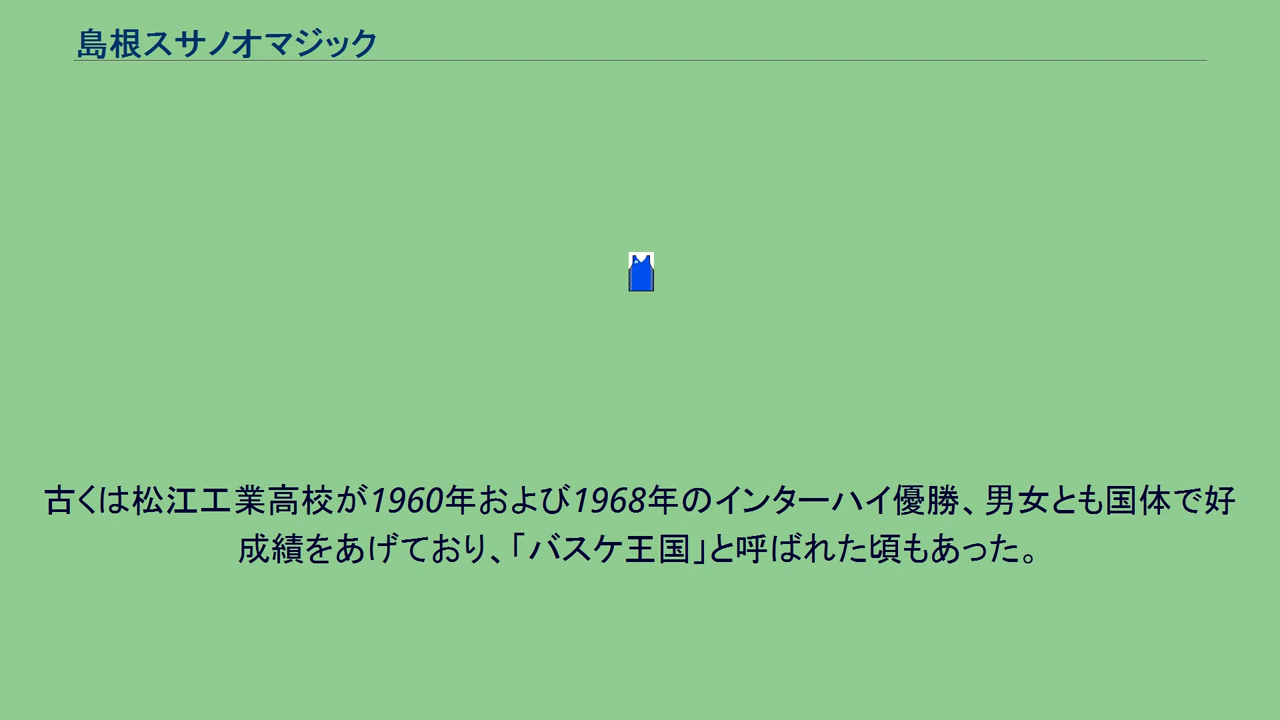 島根スサノオマジック
古くは松江工業高校が1960年および1968年のインターハイ優勝、男女とも国体で好
成績をあげており、「バスケ王国」と呼ばれた頃もあった。